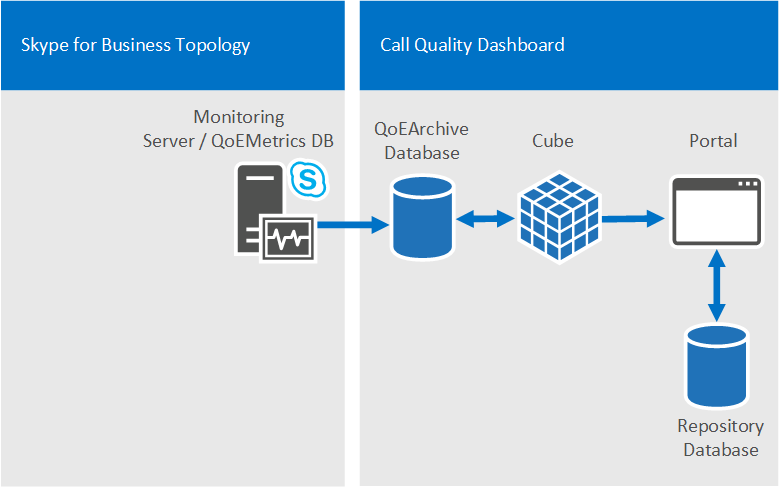 Skype for Business Topology
Call Quality Dashboard
Monitoring
Server / QoEMetrics DB
QoEArchive
Database
Cube
Portal
S
Repository
Database